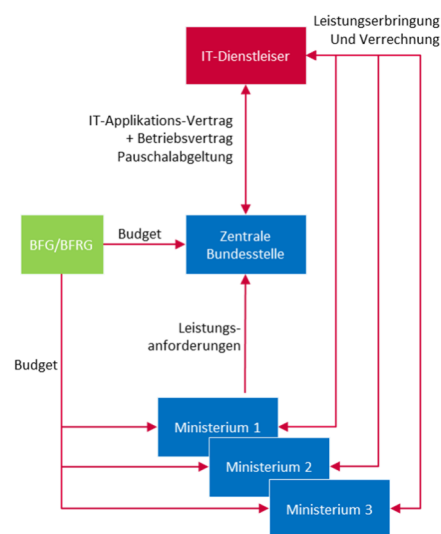 Leistungserbringung
Und Verrechnung
IT-Dienstleiser
IT-Applikations-Vertrag
+ Betriebsvertrag
Pauschalabgeltung
BFG/BFRG
Budget
Zentrale
Bundesstelle
Leistungs-
anforderungen
Budget
Ministerium 1
Ministerium 2
Ministerium 3